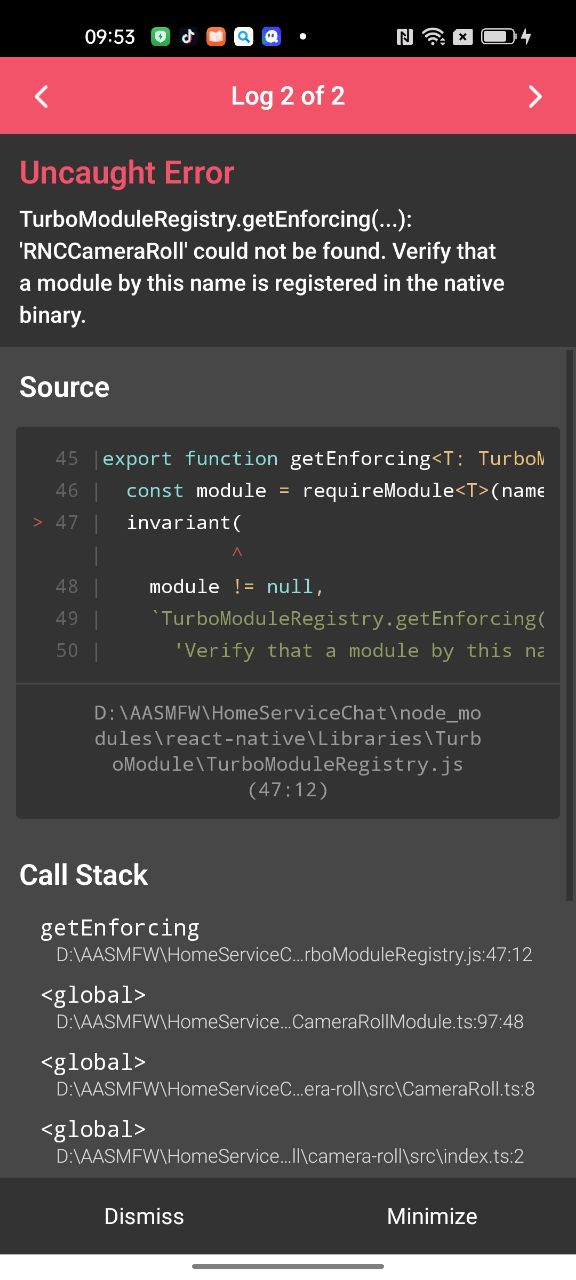 09:53
Log 2 of 2
Uncaught Error
TurboModuleRegistry.getEnforcing(...):
'RNCCameraRoll' could not be found. Verify that
a module by this name is registered in the native
binary.
Source
45 |export function getEnforcing<T: TurboM
46 |  const module = requireModule<T>(name
> 47 |  invariant(
|           ^
48 |    module != null,
49 |    `TurboModuleRegistry.getEnforcing(
50 |      'Verify that a module by this na
D:\AASMFW\HomeServiceChat\node_mo
dules\react-native\Libraries\Turb
oModule\TurboModuleRegistry.js
(47:12)
Call Stack
getEnforcing
D:\AASMFW\HomeServiceC...rboModuleRegistry.js:47:12
<global>
D:\AASMFW\HomeService...CameraRollModule.ts:97:48
<global>
D:\AASMFW\HomeServiceC...era-roll\src\CameraRoll.ts:8
<global>
D:\AASMFW\HomeService...ll\camera-roll\src\index.ts:2
Dismiss Minimize